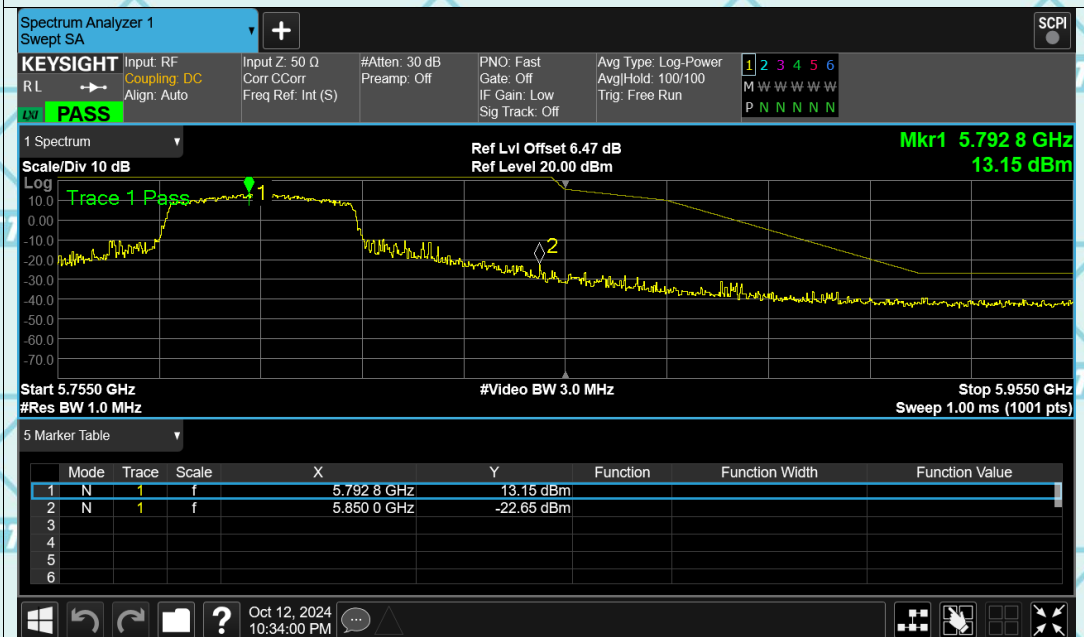 Spectrum Analyzer 1
Swept SA
+
SCPI
KEYSIGHT
R L
LXI PASS
Input: RF
Coupling: DC
Align: Auto
Input Z: 50 Ω
Corr CCorr
Freq Ref: Int (S)
#Atten: 30 dB
Preamp: Off
PNO: Fast
Gate: Off
IF Gain: Low
Sig Track: Off
Avg Type: Log-Power
Avg|Hold: 100/100
Trig: Free Run
1 2 3 4 5 6
M W W W W W
P N N N N N
1 Spectrum
Scale/Div 10 dB
Ref Lvl Offset 6.47 dB
Ref Level 20.00 dBm
Mkr1 5.792 8 GHz
13.15 dBm
Log
Trace 1 Pass
1
2
10.0
0.00
-10.0
-20.0
-30.0
-40.0
-50.0
-60.0
-70.0
Start 5.7550 GHz
#Video BW 3.0 MHz
Stop 5.9550 GHz
#Res BW 1.0 MHz
Sweep 1.00 ms (1001 pts)
5 Marker Table
Mode Trace Scale X Y Function Function Width Function Value
1 N 1 f 5.792 8 GHz 13.15 dBm
2 N 1 f 5.850 0 GHz -22.65 dBm
3
4
5
6
?
Oct 12, 2024
10:34:00 PM